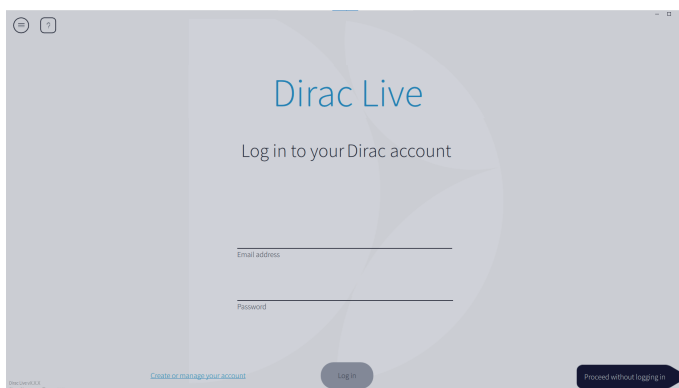 ?
Dirac Live
Log in to your Dirac account
Email address
Password
Create or manage your account
Log in
Proceed without logging in